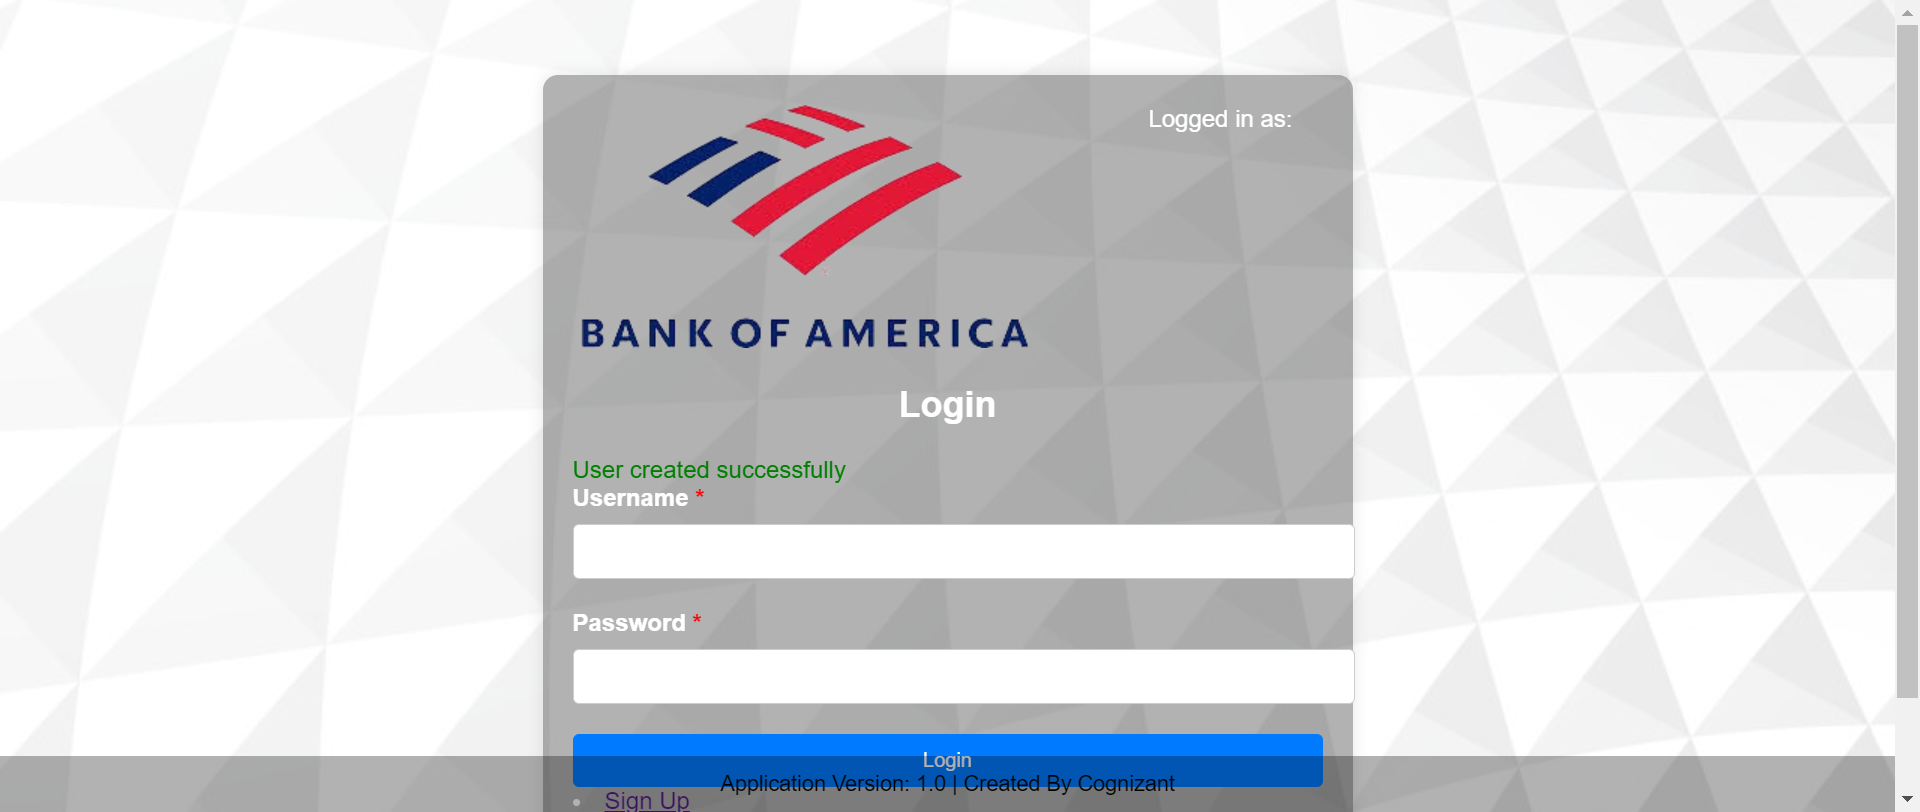 Logged in as:
BANK OF AMERICA
Login
User created successfully
Username *
Password *
Login
Application Version: 1.0 | Created By Cognizant
Sign Up